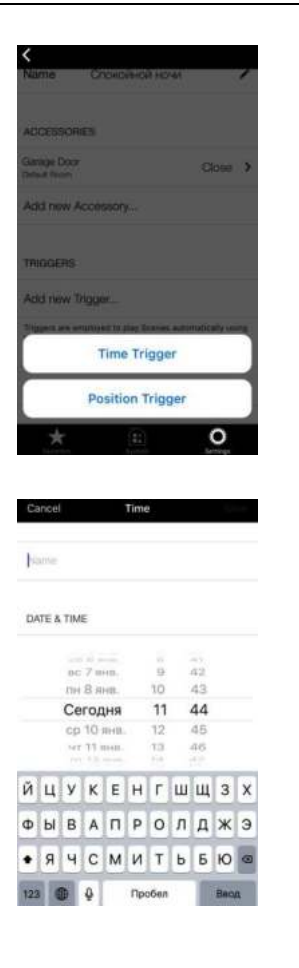 Name Спокойной ночи
ACCESSORIES
Garage Door
Default Room
Close
Add new Accessory...
TRIGGERS
Add new Trigger...
Triggers are employed to play Scenes automatically using
Time Trigger
Position Trigger
Settings
Cancel Time
Name
DATE & TIME
вс 7 янв. 9 42
пн 8 янв. 10 43
Сегодня 11 44
ср 10 янв. 12 45
чт 11 янв. 13 46
Й Ц У К Е Н Г Ш Щ З Х
Ф Ы В А П Р О Л Д Ж Э
Я Ч С М И Т Ь Б Ю
123 Пробел Ввод